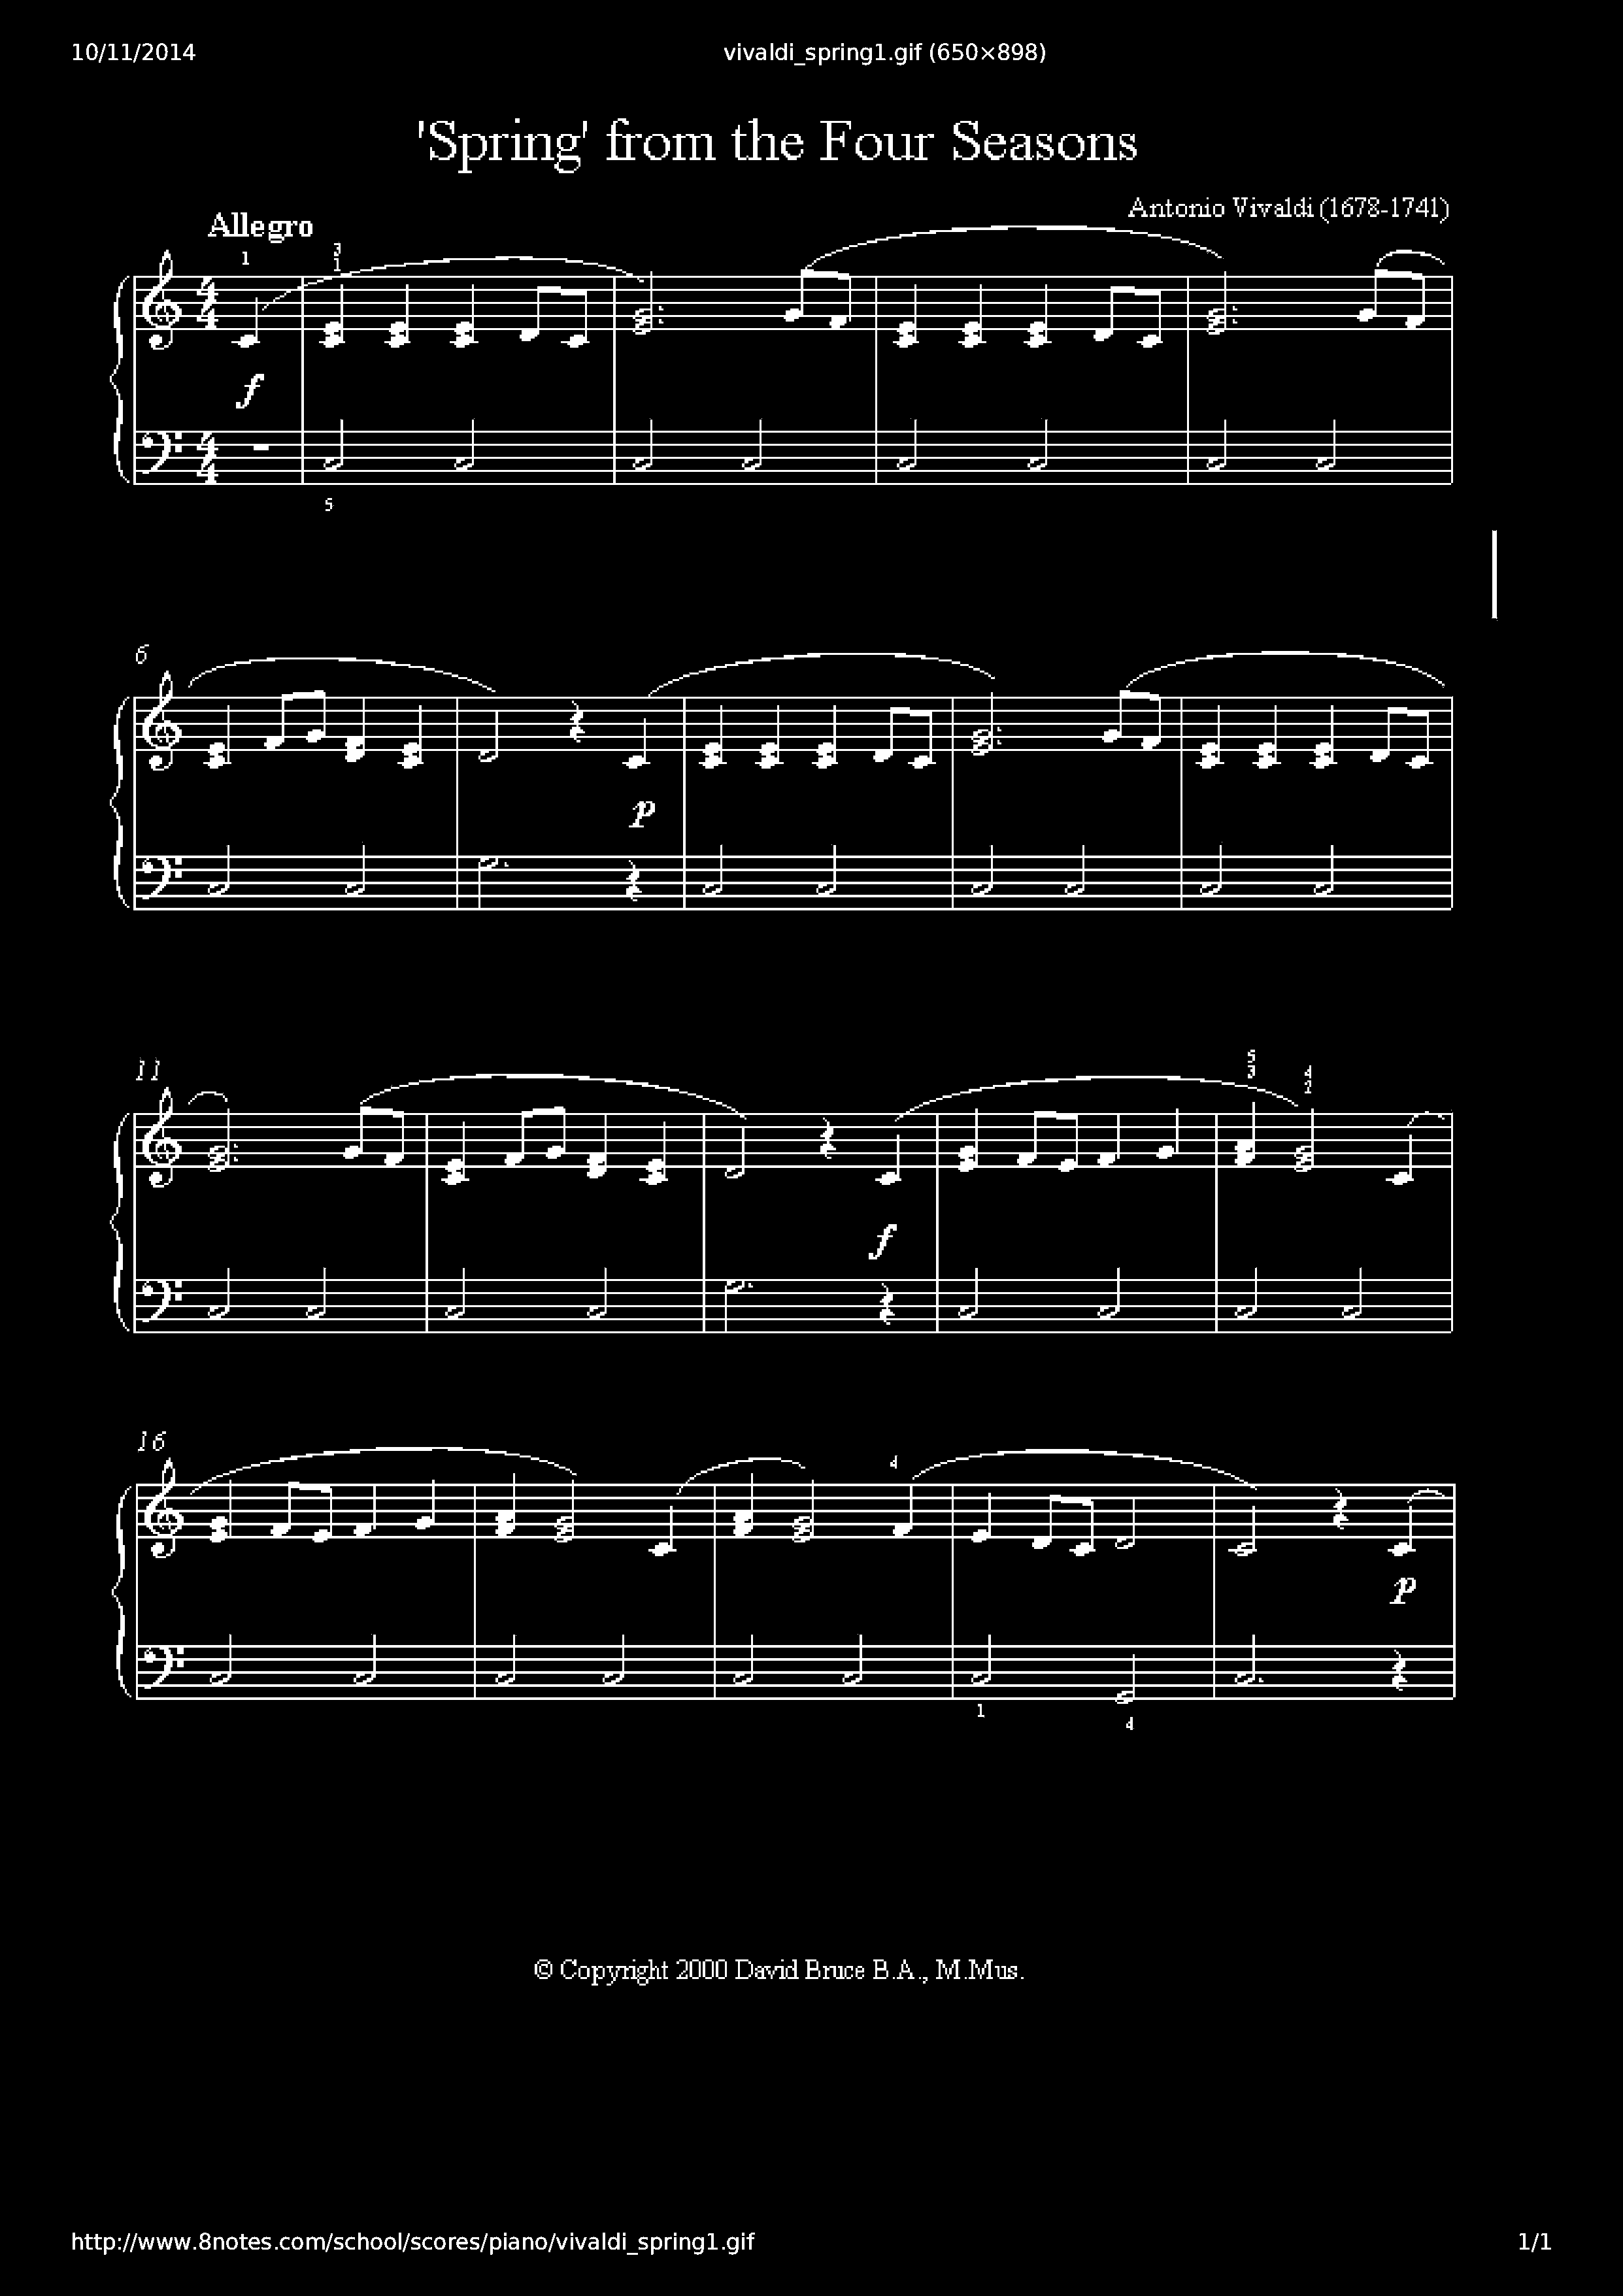 10/11/2014 vivaldi_spring1.gif (650×898)
'Spring' from the Four Seasons
Antonio Vivaldi (1678-1741)
Allegro
1 3
1
4
4
f
4
4
5
6
p
11
5
3
4
2
f
16
4
p
1
4
© Copyright 2000 David Bruce B.A., M.Mus.
http://www.8notes.com/school/scores/piano/vivaldi_spring1.gif 1/1